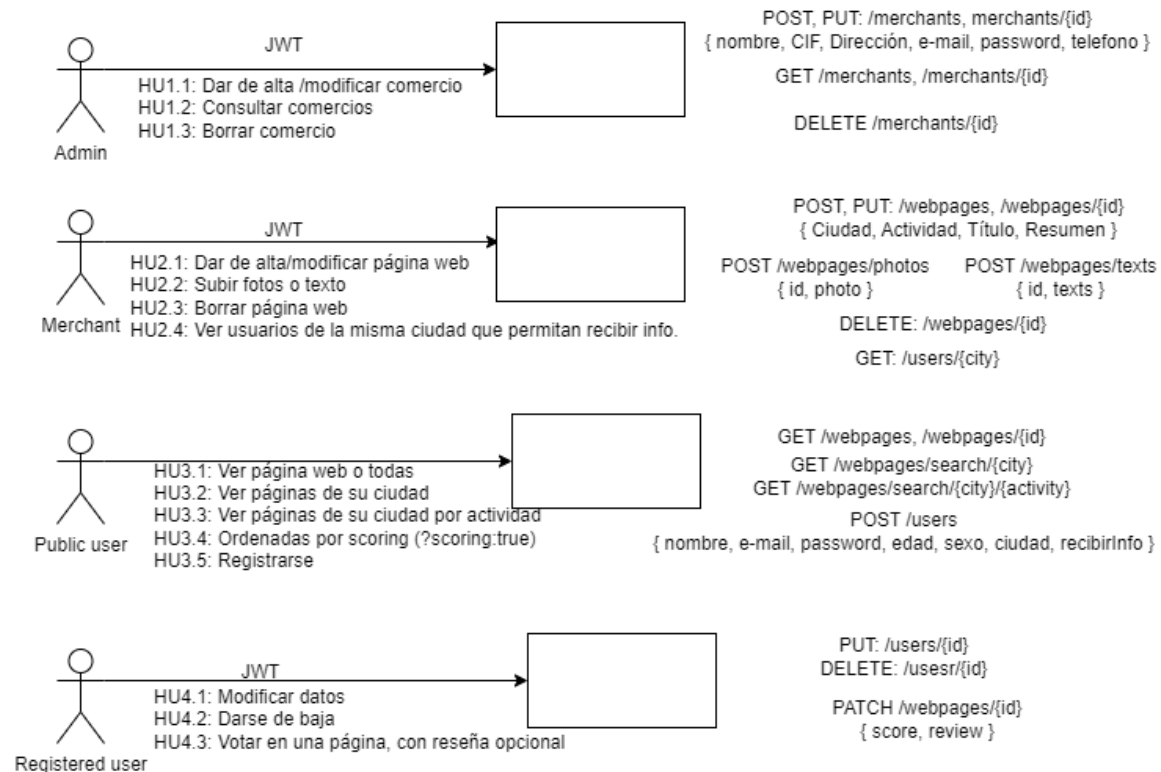 JWT
HU1.1: Dar de alta /modificar comercio
HU1.2: Consultar comercios
HU1.3: Borrar comercio
Admin
POST, PUT: /merchants, merchants/{id}
{ nombre, CIF, Dirección, e-mail, password, telefono }
GET /merchants, /merchants/{id}
DELETE /merchants/{id}
JWT
HU2.1: Dar de alta/modificar página web
HU2.2: Subir fotos o texto
HU2.3: Borrar página web
HU2.4: Ver usuarios de la misma ciudad que permitan recibir info.
Merchant
POST, PUT: /webpages, /webpages/{id}
{ Ciudad, Actividad, Título, Resumen }
POST /webpages/photos
{ id, photo }
POST /webpages/texts
{ id, texts }
DELETE: /webpages/{id}
GET: /users/{city}
HU3.1: Ver página web o todas
HU3.2: Ver páginas de su ciudad
HU3.3: Ver páginas de su ciudad por actividad
HU3.4: Ordenadas por scoring (?scoring:true)
HU3.5: Registrarse
Public user
GET /webpages, /webpages/{id}
GET /webpages/search/{city}
GET /webpages/search/{city}/{activity}
POST /users
{ nombre, e-mail, password, edad, sexo, ciudad, recibirInfo }
JWT
HU4.1: Modificar datos
HU4.2: Darse de baja
HU4.3: Votar en una página, con reseña opcional
Registered user
PUT: /users/{id}
DELETE: /usesr/{id}
PATCH /webpages/{id}
{ score, review }